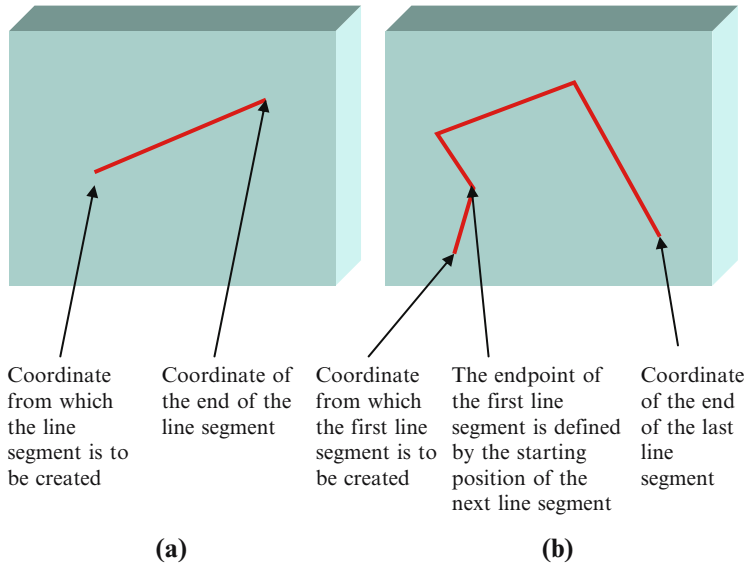 Coordinate
from which
the line
segment is to
be created
Coordinate of
the end of the
line segment
Coordinate
from which
the first line
segment is to
be created
The endpoint of
the first line
segment is defined
by the starting
position of the
next line segment
Coordinate
of the end
of the last
line
segment
(a)
(b)